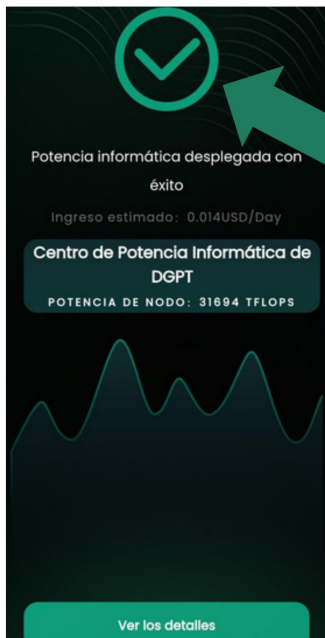 Potencia informática desplegada con
éxito
Ingreso estimado: 0.014USD/Day
Centro de Potencia Informática de
DGPT
POTENCIA DE NODO: 31694 TFLOPS
Ver los detalles